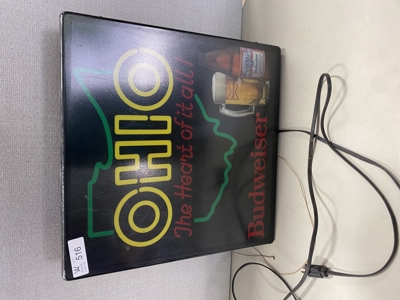 OHIO
The Heart of it all!
Budweiser
W 516